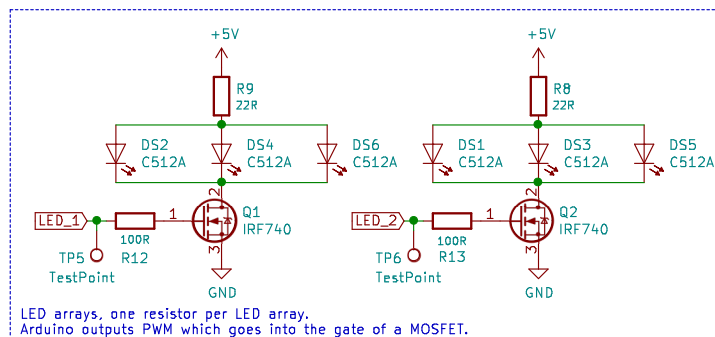 +5V
+5V
R9
22R
R8
22R
DS2
C512A
DS4
C512A
DS6
C512A
DS1
C512A
DS3
C512A
DS5
C512A
LED_1
1
2
3
Q1
IRF740
100R
R12
TP5
TestPoint
GND
LED_2
1
2
3
Q2
IRF740
100R
R13
TP6
TestPoint
GND
LED arrays, one resistor per LED array.
Arduino outputs PWM which goes into the gate of a MOSFET.